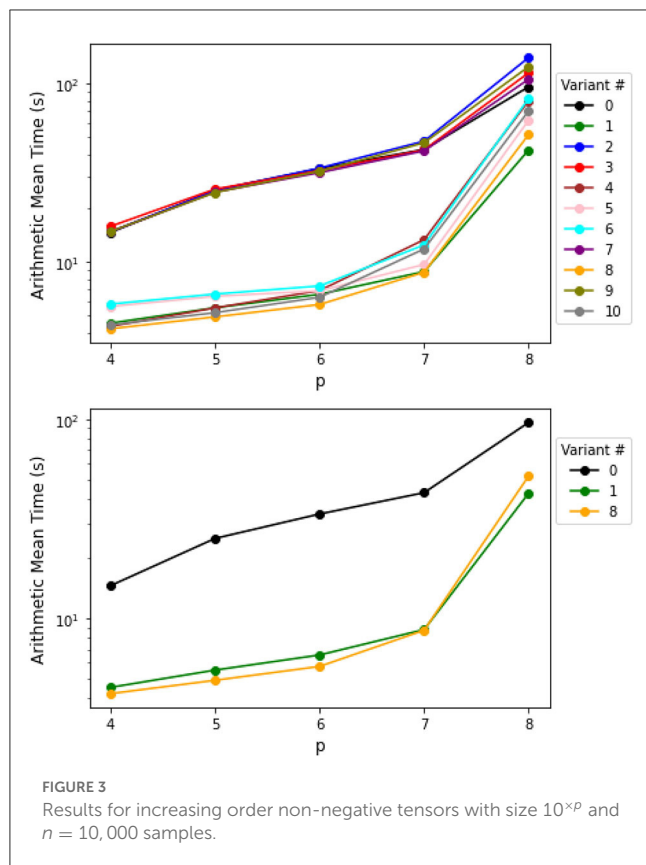 10²
10¹
Arithmetic Mean Time (s)
4 5 6 7 8
p
Variant #
0
1
2
3
4
5
6
7
8
9
10
10²
10¹
Arithmetic Mean Time (s)
4 5 6 7 8
p
Variant #
0
1
8
FIGURE 3
Results for increasing order non-negative tensors with size 10×ᵖ and
n = 10, 000 samples.